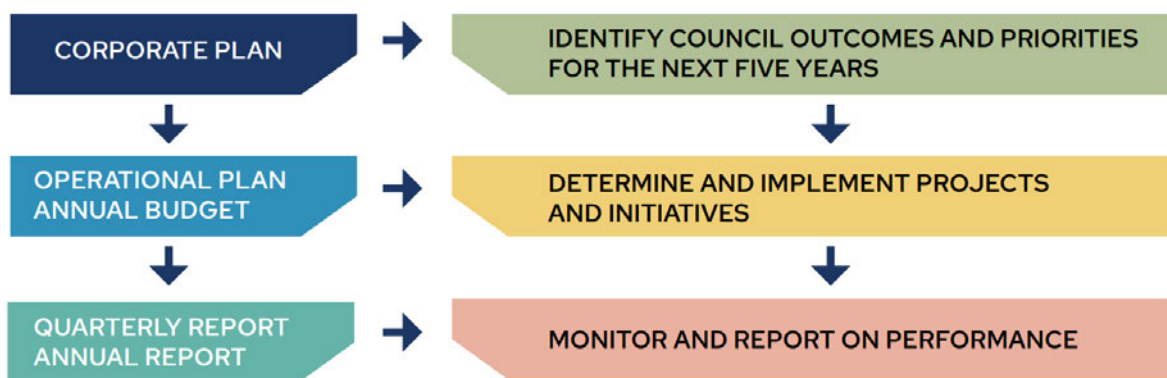 CORPORATE PLAN
IDENTIFY COUNCIL OUTCOMES AND PRIORITIES
FOR THE NEXT FIVE YEARS
OPERATIONAL PLAN
ANNUAL BUDGET
DETERMINE AND IMPLEMENT PROJECTS
AND INITIATIVES
QUARTERLY REPORT
ANNUAL REPORT
MONITOR AND REPORT ON PERFORMANCE